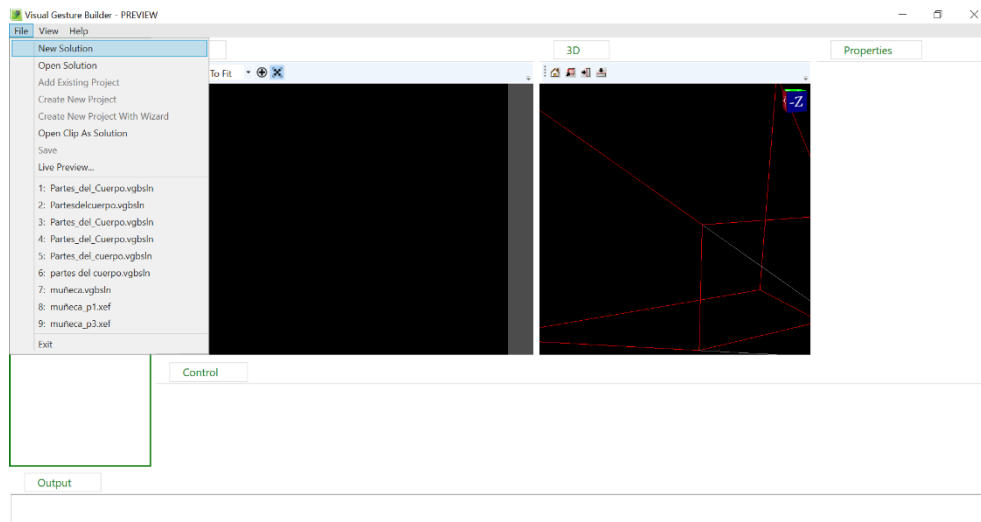 Visual Gesture Builder - PREVIEW
File View Help
New Solution
Open Solution
Add Existing Project
Create New Project
Create New Project With Wizard
Open Clip As Solution
Save
Live Preview...
1: Partes_del_Cuerpo.vgbsln
2: Partesdelcuerpo.vgbsln
3: Partes_del_Cuerpo.vgbsln
4: Partes_del_Cuerpo.vgbsln
5: Partes_del_cuerpo.vgbsln
6: partes del cuerpo.vgbsln
7: muñeca.vgbsln
8: muñeca_p1.xef
9: muñeca_p3.xef
Exit
To Fit
3D
-Z
Properties
Control
Output